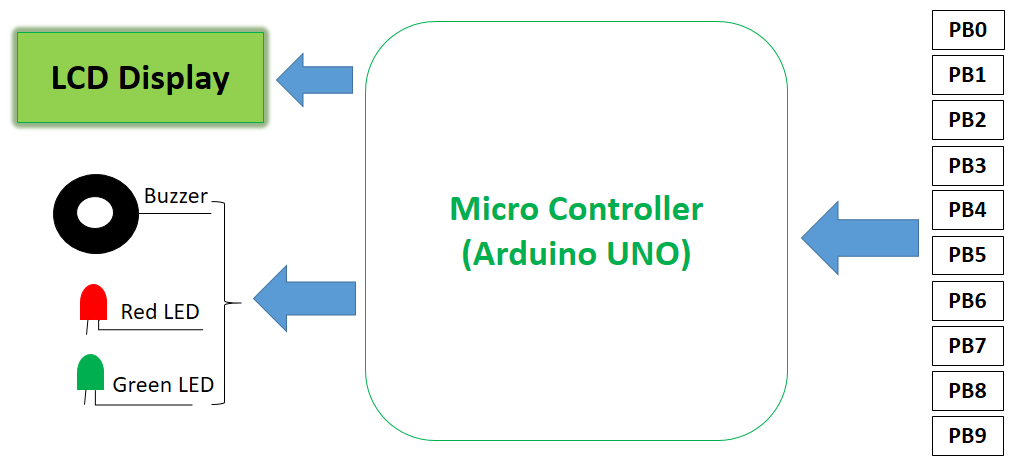 LCD Display
Buzzer
Red LED
Green LED
Micro Controller
(Arduino UNO)
PB0
PB1
PB2
PB3
PB4
PB5
PB6
PB7
PB8
PB9